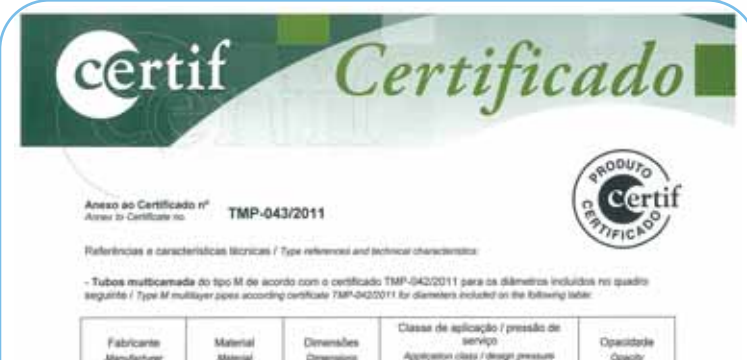 certif
Certificado
PRODUTO
certif
CERTIFICADO
Anexo ao Certificado nº
Annex to Certificate no.
TMP-043/2011
Referências e características técnicas / Type references and technical characteristics:
- Tubos multicamada do tipo M de acordo com o certificado TMP-042/2011 para os diâmetros incluídos no quadro
seguinte / Type M multilayer pipes according certificate TMP-042/2011 for diameters included on the following table:
Fabricante
Manufacturer
Material
Material
Dimensões
Dimensions
Classe de aplicação / pressão de
serviço
Application class / design pressure
Opacidade
Opacity